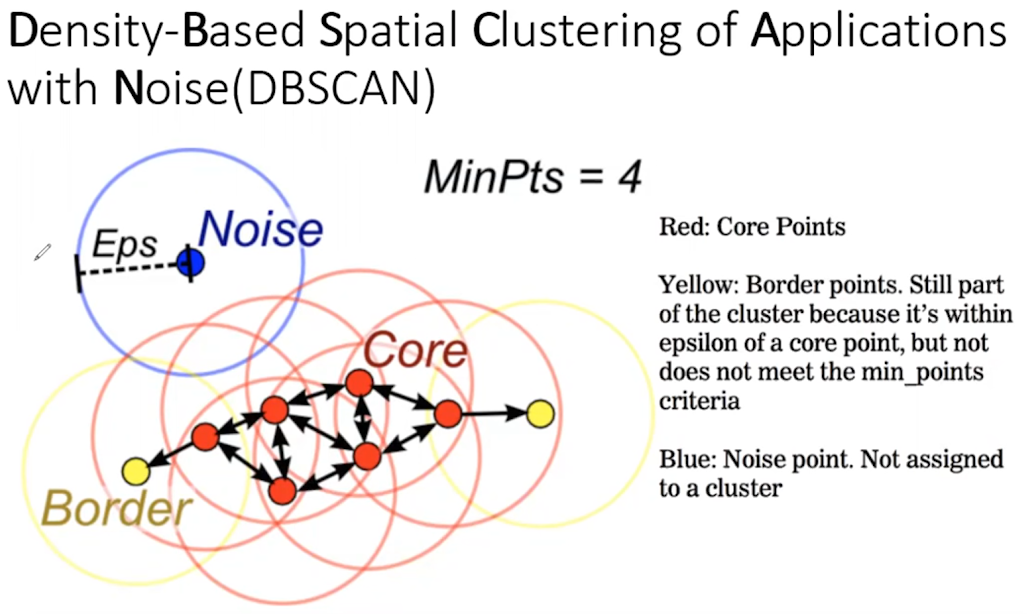 Density-Based Spatial Clustering of Applications
with Noise(DBSCAN)
MinPts = 4
Noise
Eps
Core
Border
Red: Core Points
Yellow: Border points. Still part
of the cluster because it’s within
epsilon of a core point, but not
does not meet the min_points
criteria
Blue: Noise point. Not assigned
to a cluster